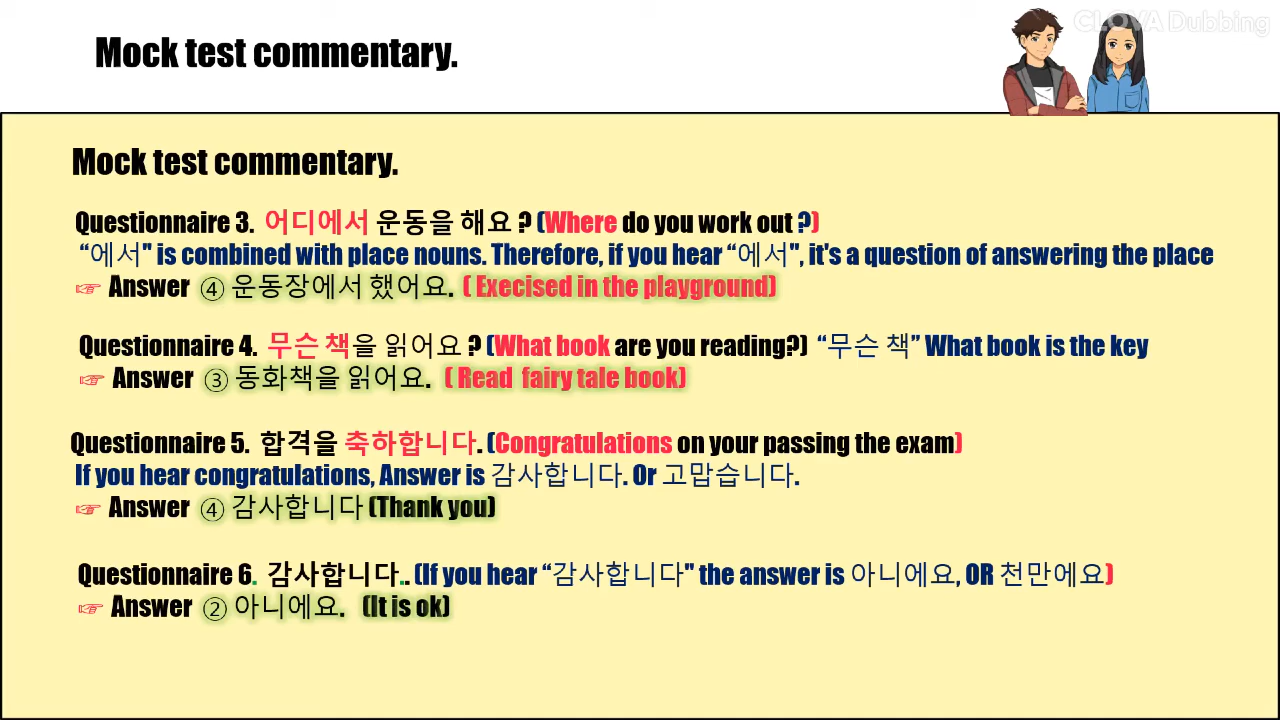 CLOVA Dubbing
Mock test commentary.
Mock test commentary.
Questionnaire 3. 어디에서 운동을 해요 ? (Where do you work out ?)
“에서" is combined with place nouns. Therefore, if you hear “에서", it's a question of answering the place
☞ Answer ④ 운동장에서 했어요. ( Execised in the playground)
Questionnaire 4. 무슨 책을 읽어요 ? (What book are you reading?) “무슨 책” What book is the key
☞ Answer ③ 동화책을 읽어요. ( Read fairy tale book)
Questionnaire 5. 합격을 축하합니다. (Congratulations on your passing the exam)
If you hear congratulations, Answer is 감사합니다. Or 고맙습니다.
☞ Answer ④ 감사합니다 (Thank you)
Questionnaire 6. 감사합니다.. (If you hear “감사합니다" the answer is 아니에요, OR 천만에요)
☞ Answer ② 아니에요. (It is ok)